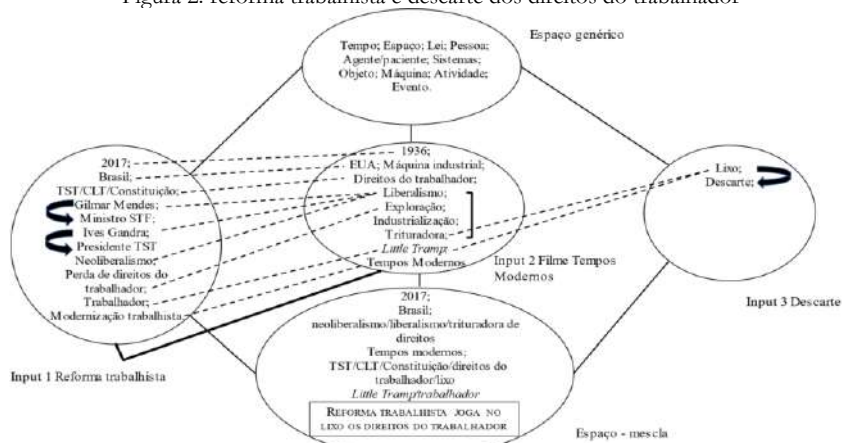 Figura 2: reforma trabalhista e descarte dos direitos do trabalhador
Espaço genérico
Tempo; Espaço; Lei; Pessoa;
Agente/paciente; Sistemas;
Objeto; Máquina; Atividade;
Evento.
2017;
Brasil;
TST/CLT/Constituição;
Gilmar Mendes;
Ministro STF;
Ives Gandra;
Presidente TST
Neoliberalismo;
Perda de direitos do
trabalhador;
Trabalhador;
Modernização trabalhista
Input 1 Reforma trabalhista
1936;
EUA; Máquina industrial;
Direitos do trabalhador;
Liberalismo;
Exploração;
Industrialização;
Trituradora;
Little Tramp;
Tempos Modernos
Input 2 Filme Tempos
Modernos
Lixo;
Descarte;
Input 3 Descarte
2017;
Brasil;
neoliberalismo/liberalismo/trituradora de
direitos
Tempos modernos;
TST/CLT/Constituição/direitos do
trabalhador/lixo
Little Tramp/trabalhador
REFORMA TRABALHISTA JOGA NO
LIXO OS DIREITOS DO TRABALHADOR
Espaço - mescla